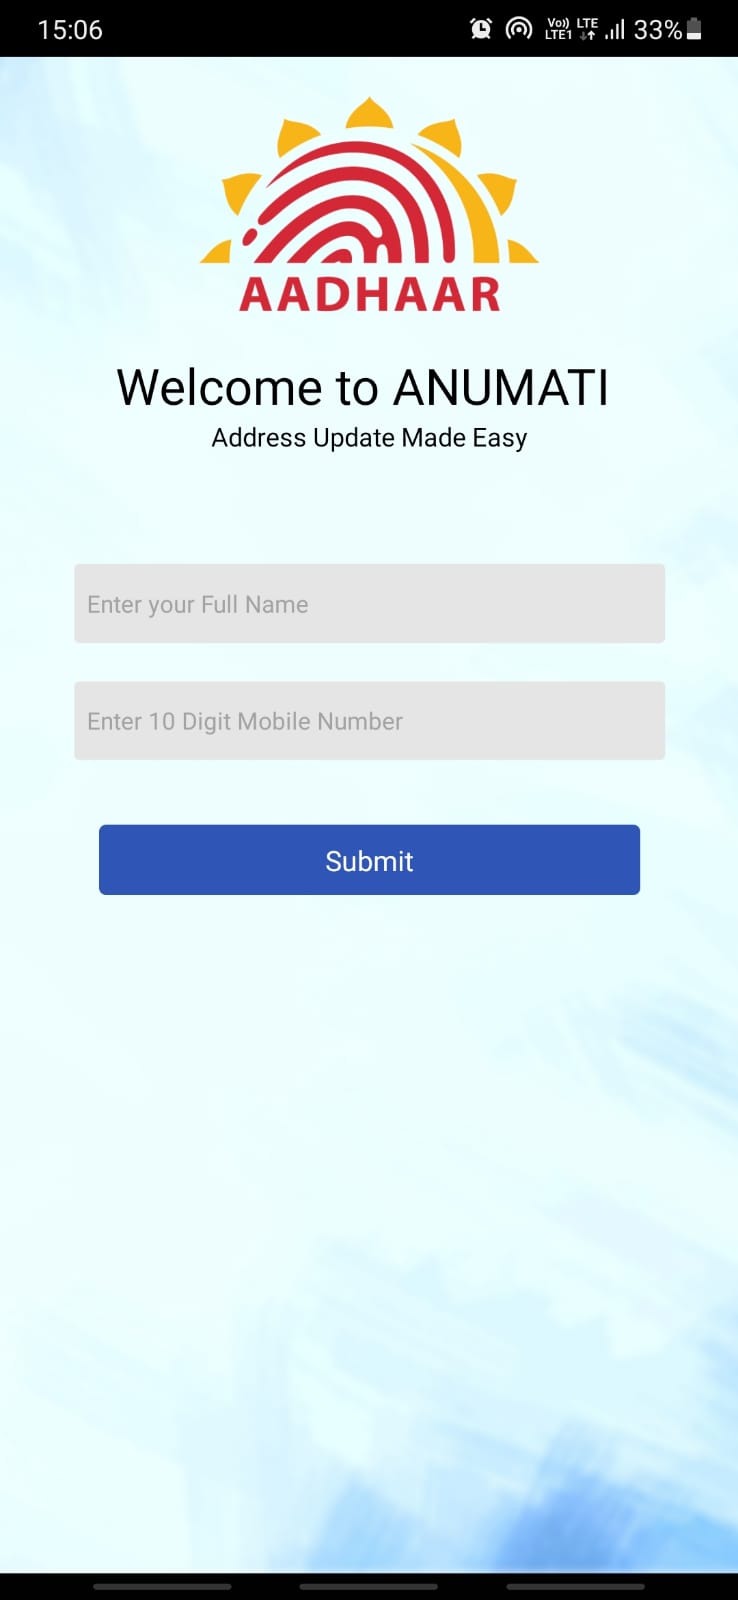 15:06
Vo)) LTE
LTE1
33%
AADHAAR
Welcome to ANUMATI
Address Update Made Easy
Enter your Full Name
Enter 10 Digit Mobile Number
Submit